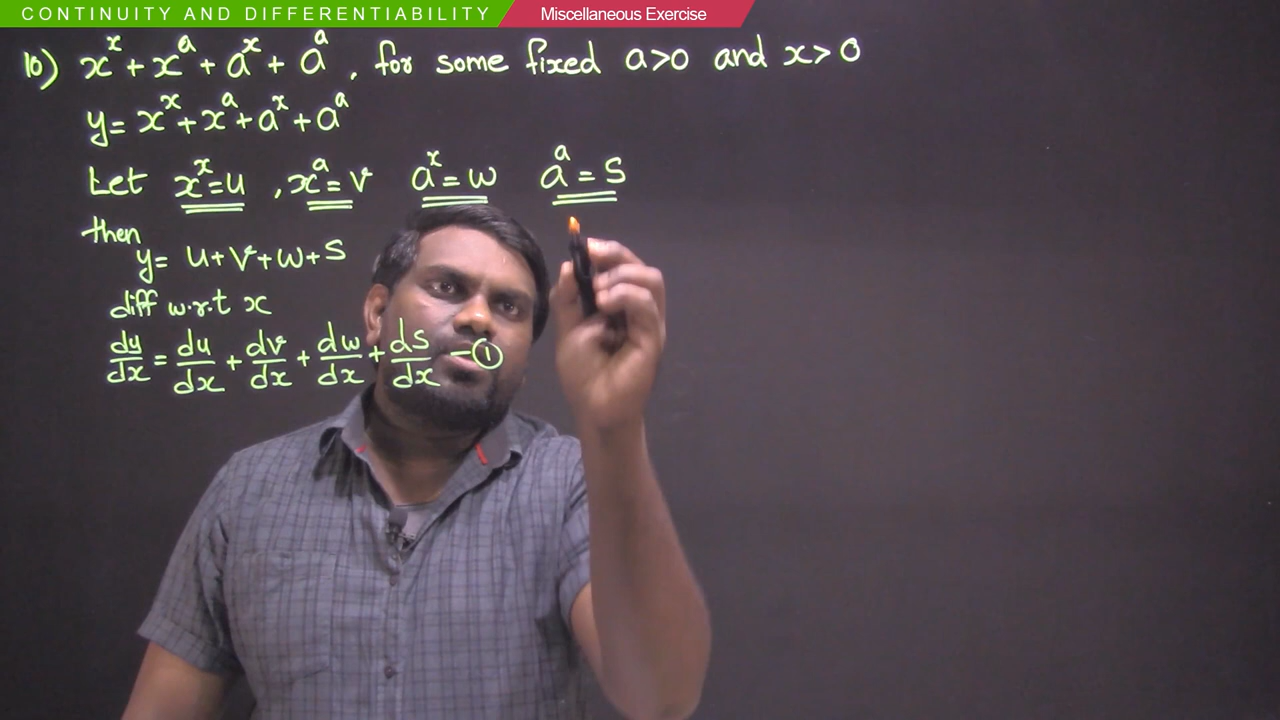 CONTINUITY AND DIFFERENTIABILITY
Miscellaneous Exercise
10) x^x + x^a + a^x + a^a, for some fixed a>0 and x>0
y = x^x + x^a + a^x + a^a
Let x^x = u, x^a = v a^x = w a^a = s
then
y = u+v+w+s
diff w.r.t x
dy/dx = du/dx + dv/dx + dw/dx + ds/dx —①